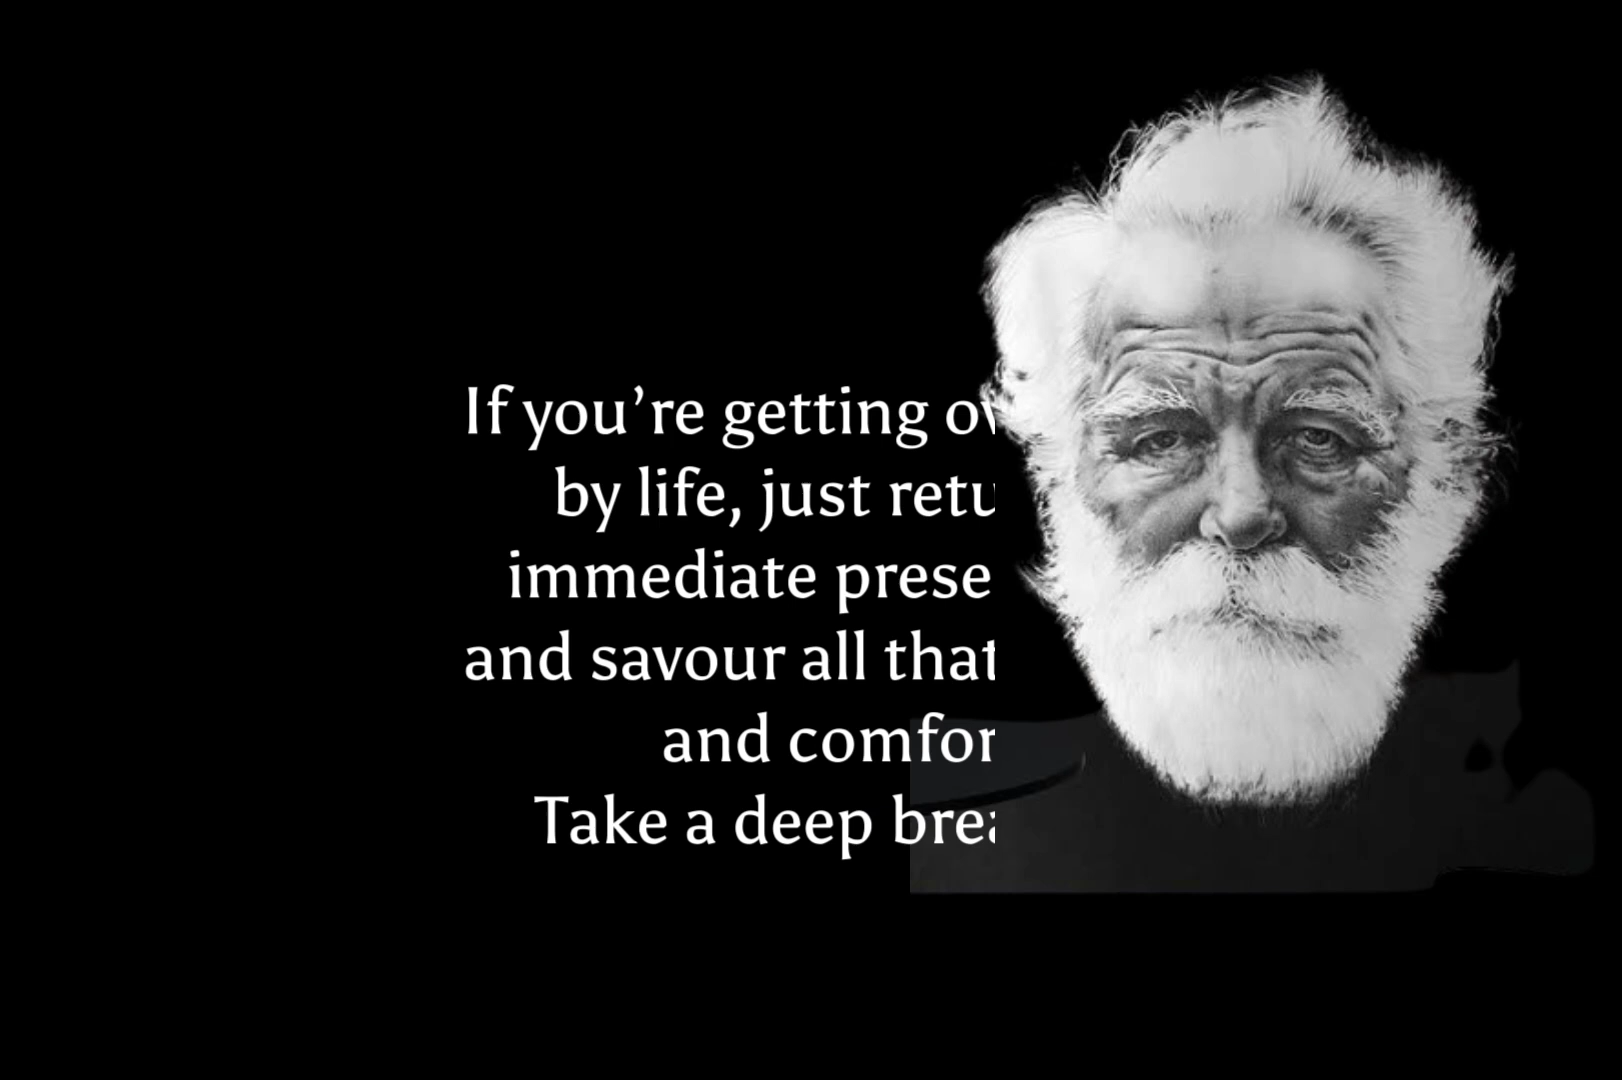 If you’re getting ov
by life, just retu
immediate prese
and savour all that
and comfor
Take a deep brea